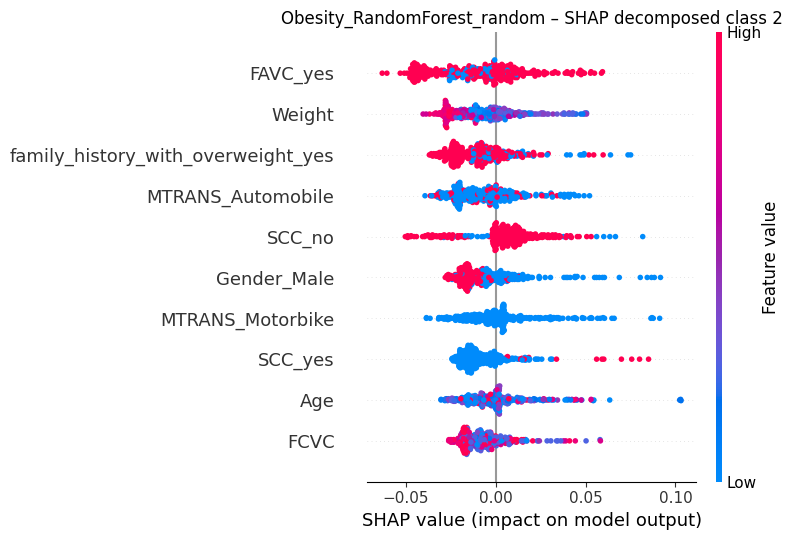 Obesity_RandomForest_random – SHAP decomposed class 2
High
FAVC_yes
Weight
family_history_with_overweight_yes
MTRANS_Automobile
SCC_no
Gender_Male
MTRANS_Motorbike
SCC_yes
Age
FCVC
Feature value
Low
−0.05 0.00 0.05 0.10
SHAP value (impact on model output)